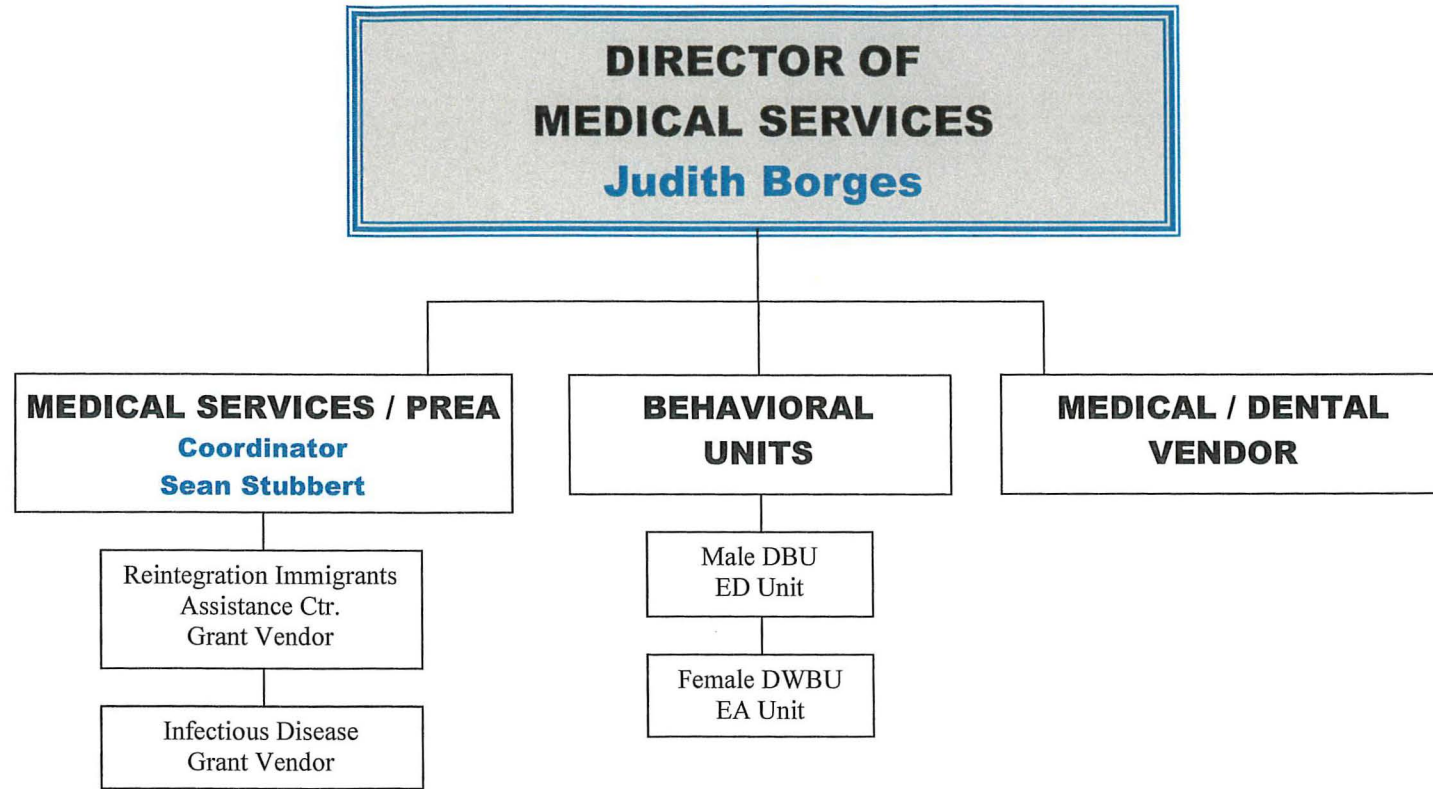 DIRECTOR OF
MEDICAL SERVICES
Judith Borges
MEDICAL SERVICES / PREA
Coordinator
Sean Stubbert
Reintegration Immigrants
Assistance Ctr.
Grant Vendor
Infectious Disease
Grant Vendor
BEHAVIORAL
UNITS
Male DBU
ED Unit
Female DWBU
EA Unit
MEDICAL / DENTAL
VENDOR